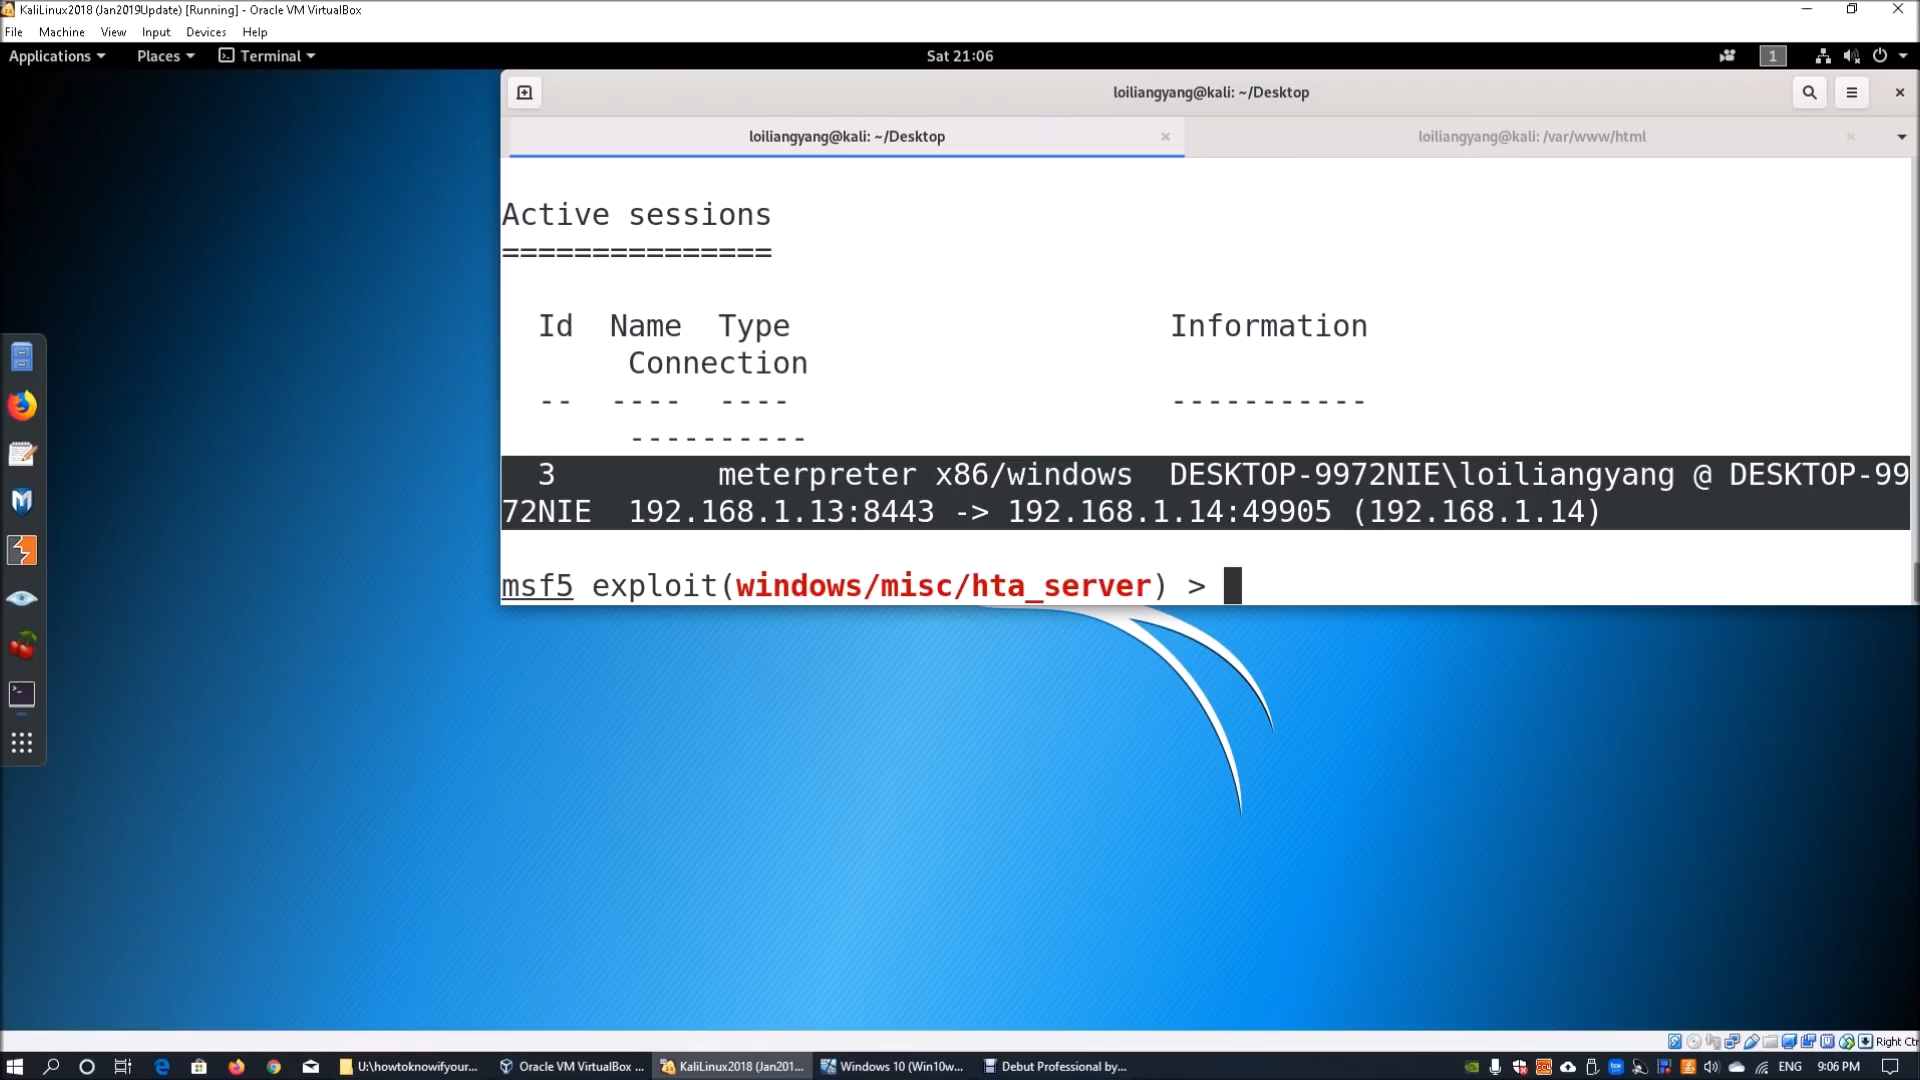 KaliLinux2018 (Jan2019Update) [Running] - Oracle VM VirtualBox
File Machine View Input Devices Help
Applications Places Terminal Sat 21:06 1
loiliangyang@kali: ~/Desktop
loiliangyang@kali: ~/Desktop loiliangyang@kali: /var/www/html
Active sessions
===============
Id Name Type Information
Connection
-- ---- ---- -----------
----------
3 meterpreter x86/windows DESKTOP-9972NIE\loiliangyang @ DESKTOP-99
72NIE 192.168.1.13:8443 -> 192.168.1.14:49905 (192.168.1.14)
msf5 exploit(windows/misc/hta_server) >
Right Ctr
U:\howtoknowifyour... Oracle VM VirtualBox ... KaliLinux2018 (Jan201... Windows 10 (Win10w... Debut Professional by... ENG 9:06 PM